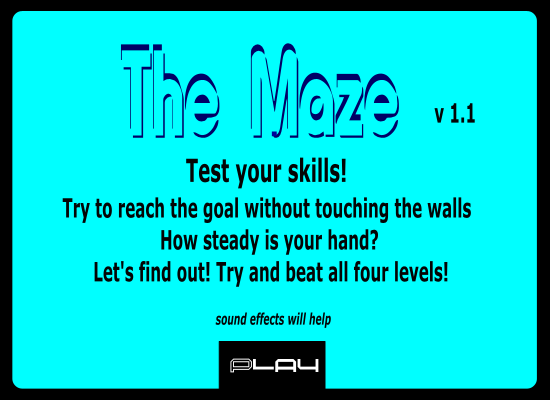 The Maze
v 1.1
Test your skills!
Try to reach the goal without touching the walls
How steady is your hand?
Let's find out! Try and beat all four levels!
sound effects will help
PLAY